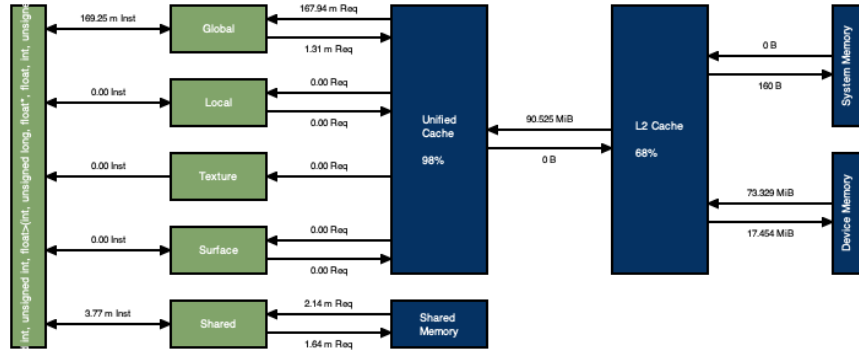 d int, unsigned int, float>(int, unsigned long, float*, float, int, unsigne
169.25 m Inst
Global
167.94 m Req
1.31 m Req
0.00 Inst
Local
0.00 Req
0.00 Req
0.00 Inst
Texture
0.00 Req
0.00 Inst
Surface
0.00 Req
0.00 Req
3.77 m Inst
Shared
2.14 m Req
1.64 m Req
Unified
Cache
98%
Shared
Memory
90.525 MiB
0 B
L2 Cache
68%
0 B
160 B
System Memory
73.329 MiB
17.454 MiB
Device Memory